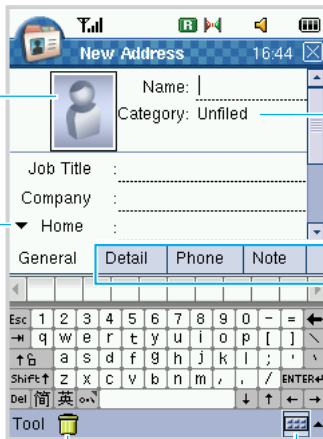 R
New Address 16:44
Name:
Category: Unfiled
Job Title :
Company :
Home :
General Detail Phone Note
Esc 1 2 3 4 5 6 7 8 9 0 - =
q w e r t y u i o p [ ] \
a s d f g h j k l ; '
Shift z x c v b n m , . / ENTER
Del 简 英
Tool